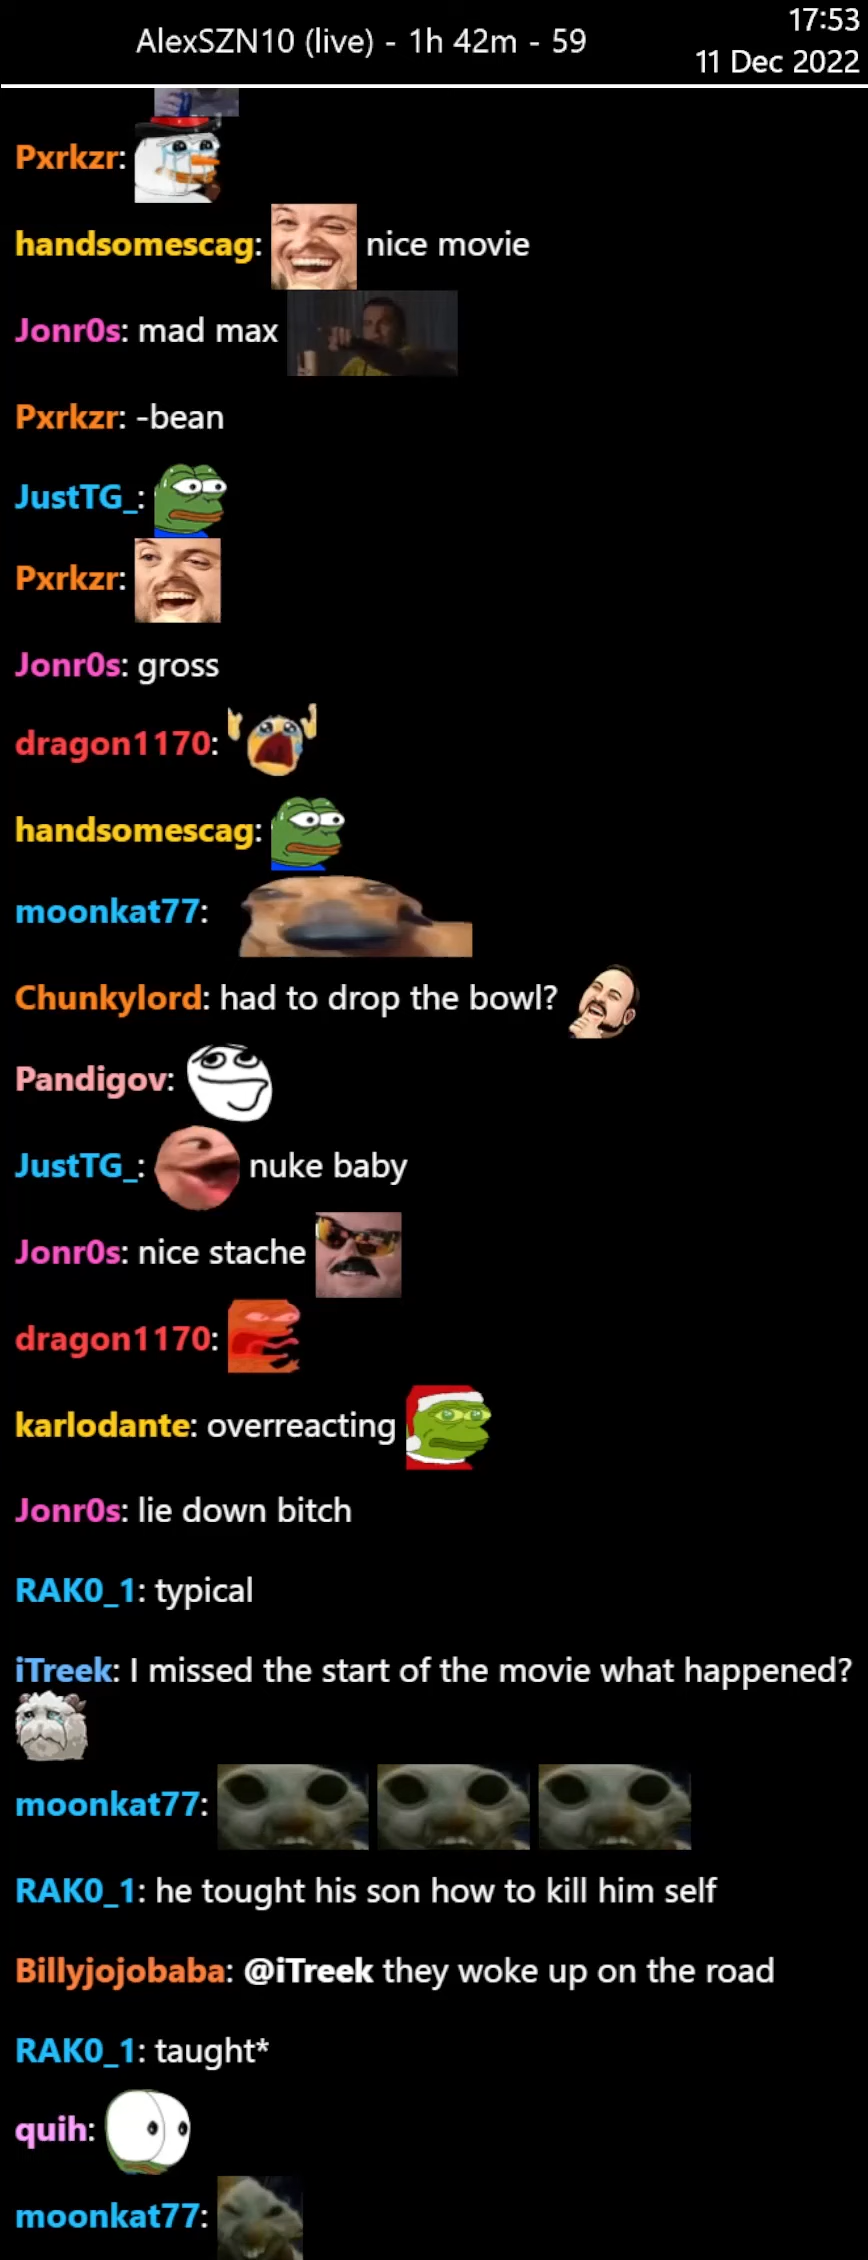 17:53
AlexSZN10 (live) - 1h 42m - 59
11 Dec 2022
Pxrkzr:
handsomescag: nice movie
Jonr0s: mad max
Pxrkzr: -bean
JustTG_:
Pxrkzr:
Jonr0s: gross
dragon1170:
handsomescag:
moonkat77:
Chunkylord: had to drop the bowl?
Pandigov:
JustTG_: nuke baby
Jonr0s: nice stache
dragon1170:
karlodante: overreacting
Jonr0s: lie down bitch
RAK0_1: typical
iTreek: I missed the start of the movie what happened?
moonkat77:
RAK0_1: he tought his son how to kill him self
Billyjojobaba: @iTreek they woke up on the road
RAK0_1: taught*
quih:
moonkat77: